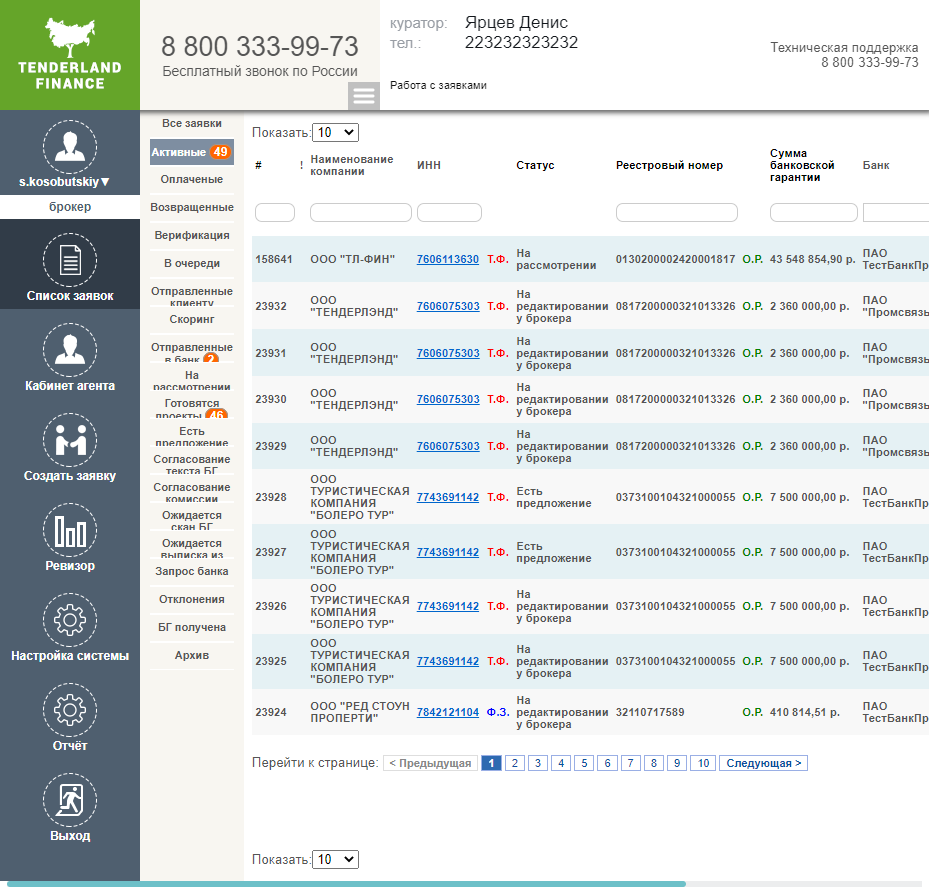 TENDERLAND
FINANCE
8 800 333-99-73
Бесплатный звонок по России
куратор: Ярцев Денис
тел.: 223232323232
Работа с заявками
Техническая поддержка
8 800 333-99-73
s.kosobutskiy▼
брокер
Список заявок
Кабинет агента
Создать заявку
Ревизор
Настройка системы
Отчёт
Выход
Все заявки
Активные 49
Оплаченые
Возвращенные
Верификация
В очереди
Отправленные
клиенту
Скоринг
Отправленные
в банк 2
На
рассмотрении
Готовятся
проекты 46
Есть
предложение
Согласование
текста БГ
Согласование
комиссии
Ожидается
скан БГ
Ожидается
выписка из
Запрос банка
Отклонения
БГ получена
Архив
Показать: 10
# ! Наименование компании ИНН Статус Реестровый номер Сумма банковской гарантии Банк
158641 ООО "ТЛ-ФИН" 7606113630 Т.Ф. На рассмотрении 0130200002420001817 О.Р. 43 548 854,90 р. ПАО ТестБанкПр
23932 ООО "ТЕНДЕРЛЭНД" 7606075303 Т.Ф. На редактировании у брокера 0817200000321013326 О.Р. 2 360 000,00 р. ПАО "Промсвязь
23931 ООО "ТЕНДЕРЛЭНД" 7606075303 Т.Ф. На редактировании у брокера 0817200000321013326 О.Р. 2 360 000,00 р. ПАО "Промсвязь
23930 ООО "ТЕНДЕРЛЭНД" 7606075303 Т.Ф. На редактировании у брокера 0817200000321013326 О.Р. 2 360 000,00 р. ПАО "Промсвязь
23929 ООО "ТЕНДЕРЛЭНД" 7606075303 Т.Ф. На редактировании у брокера 0817200000321013326 О.Р. 2 360 000,00 р. ПАО "Промсвязь
23928 ООО ТУРИСТИЧЕСКАЯ КОМПАНИЯ "БОЛЕРО ТУР" 7743691142 Т.Ф. Есть предложение 0373100104321000055 О.Р. 7 500 000,00 р. ПАО ТестБанкПр
23927 ООО ТУРИСТИЧЕСКАЯ КОМПАНИЯ "БОЛЕРО ТУР" 7743691142 Т.Ф. Есть предложение 0373100104321000055 О.Р. 7 500 000,00 р. ПАО ТестБанкПр
23926 ООО ТУРИСТИЧЕСКАЯ КОМПАНИЯ "БОЛЕРО ТУР" 7743691142 Т.Ф. На редактировании у брокера 0373100104321000055 О.Р. 7 500 000,00 р. ПАО ТестБанкПр
23925 ООО ТУРИСТИЧЕСКАЯ КОМПАНИЯ "БОЛЕРО ТУР" 7743691142 Т.Ф. На редактировании у брокера 0373100104321000055 О.Р. 7 500 000,00 р. ПАО ТестБанкПр
23924 ООО "РЕД СТОУН ПРОПЕРТИ" 7842121104 Ф.З. На редактировании у брокера 32110717589 О.Р. 410 814,51 р. ПАО ТестБанкПр
Перейти к странице: < Предыдущая 1 2 3 4 5 6 7 8 9 10 Следующая >
Показать: 10